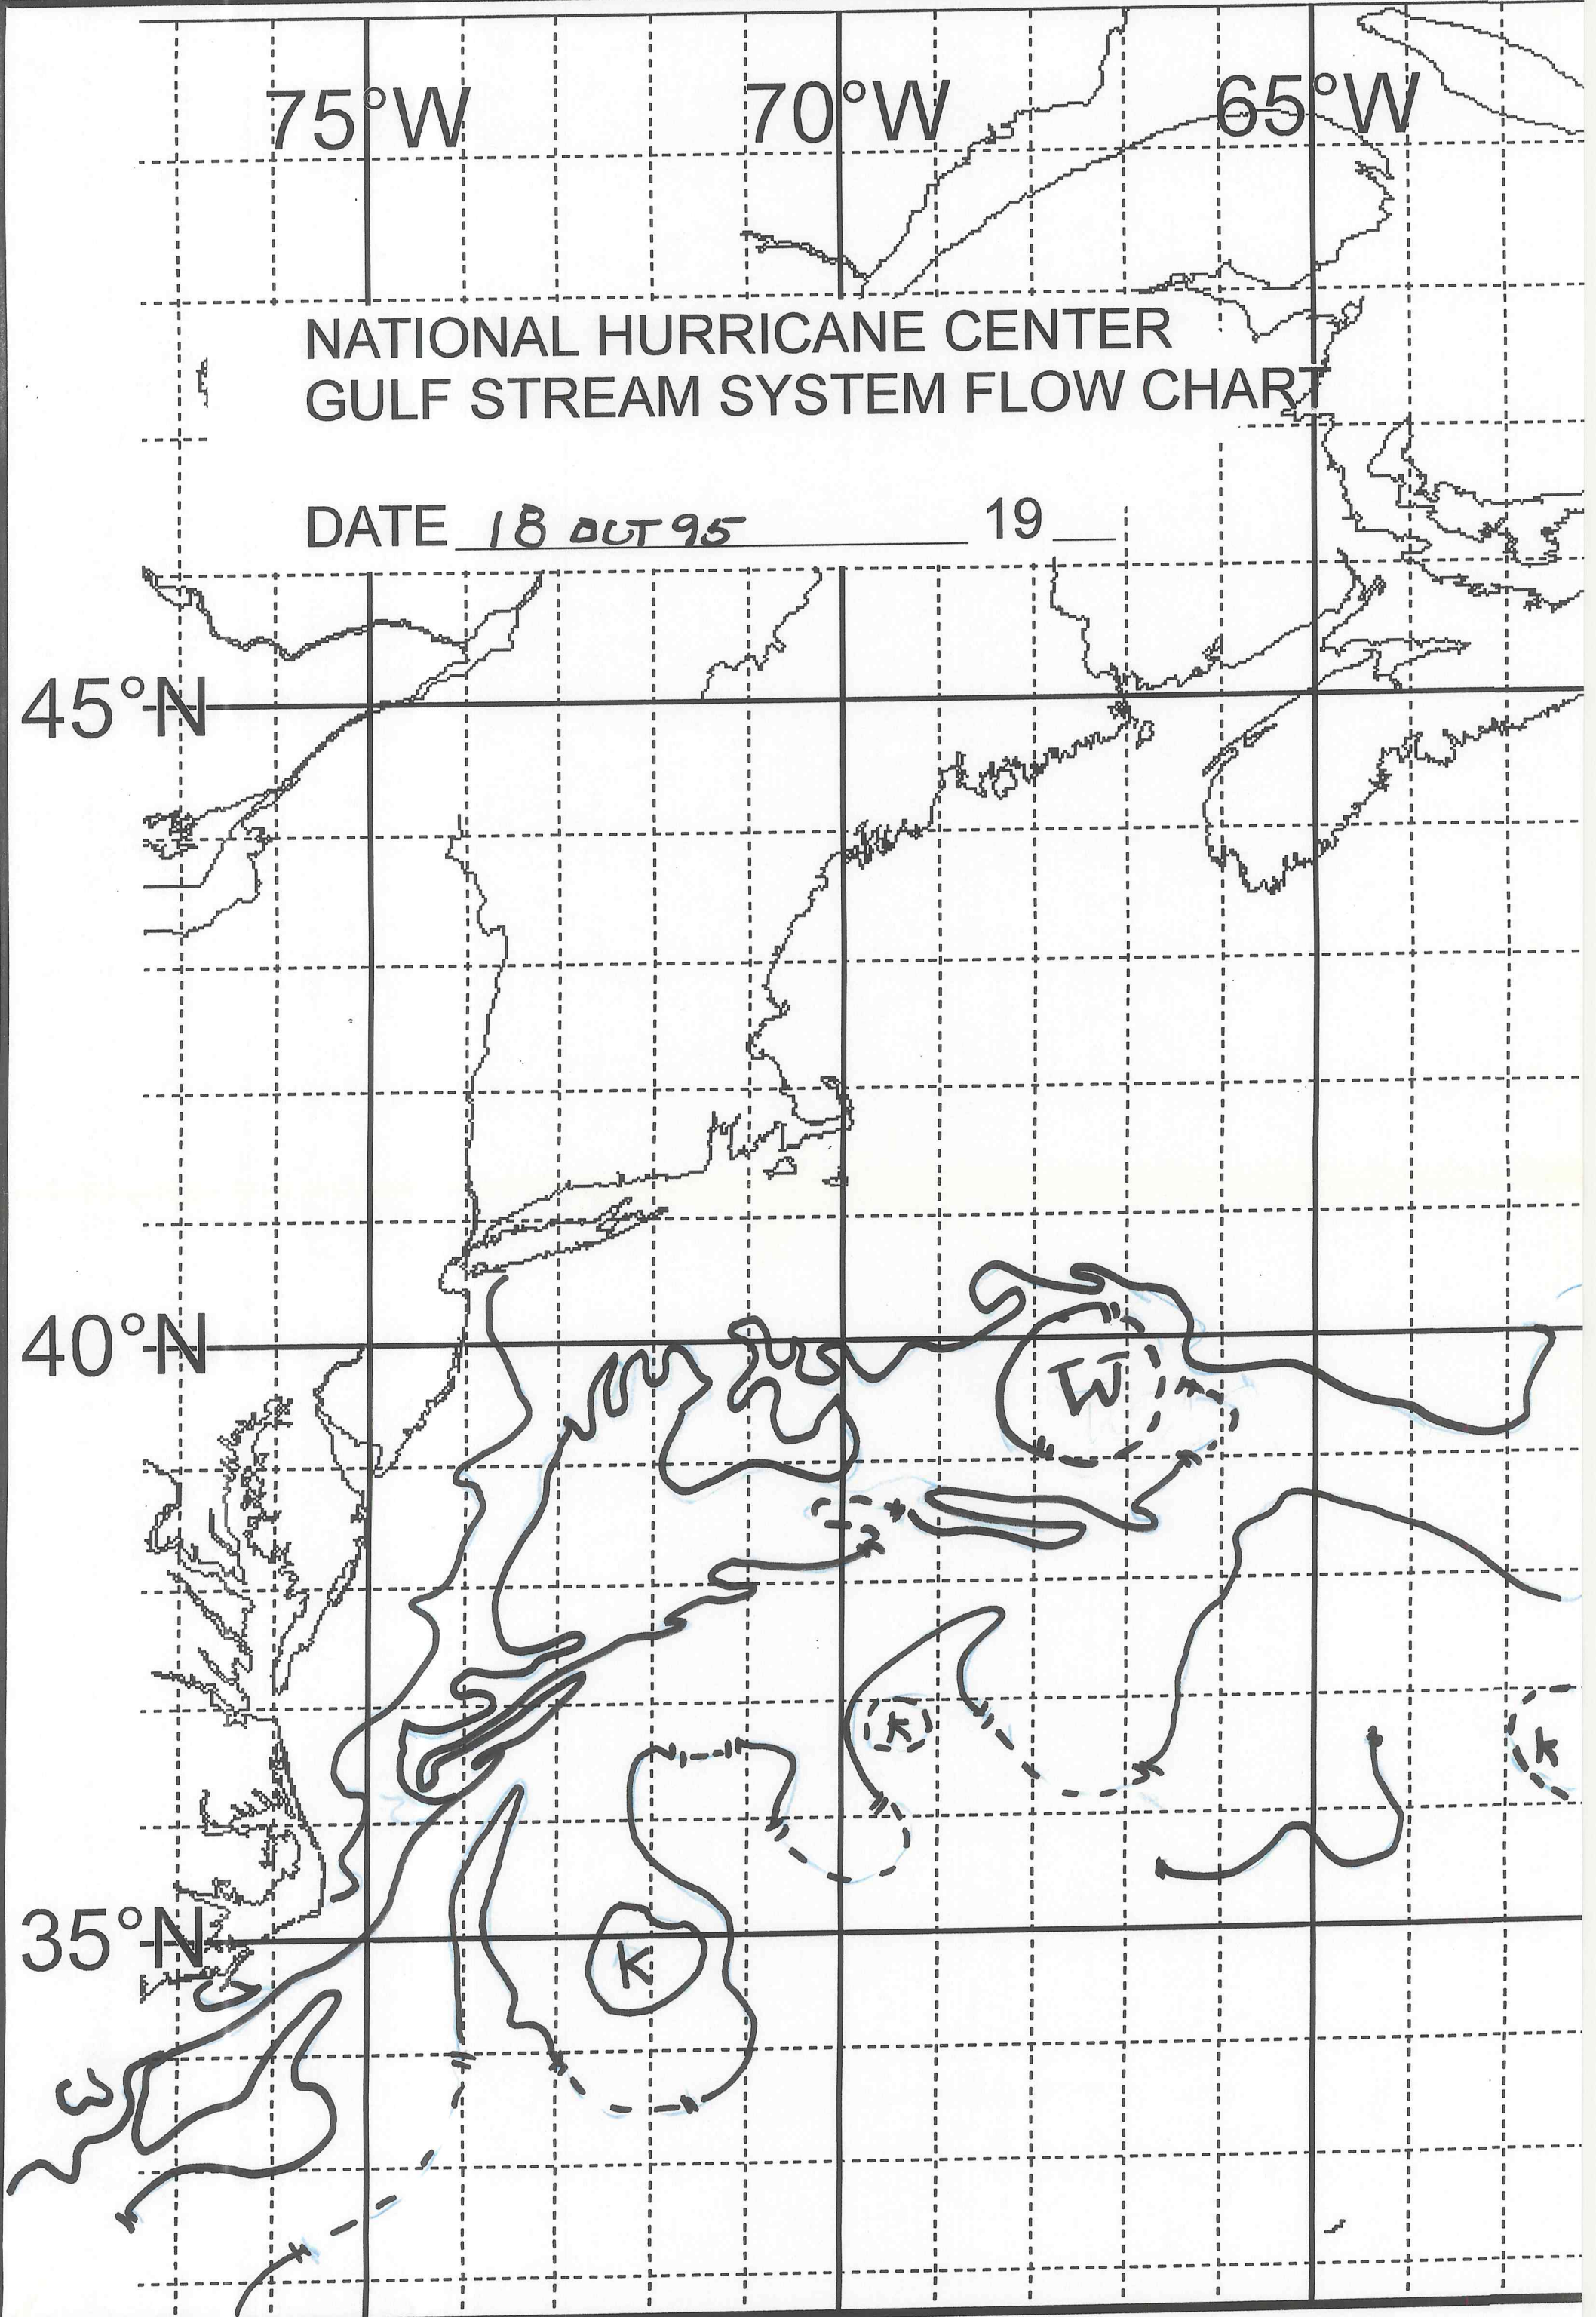 75°W 70°W 65°W
NATIONAL HURRICANE CENTER
GULF STREAM SYSTEM FLOW CHART
DATE 18 OCT 95 19
45°N
40°N
W
K
K
35°N
K
W